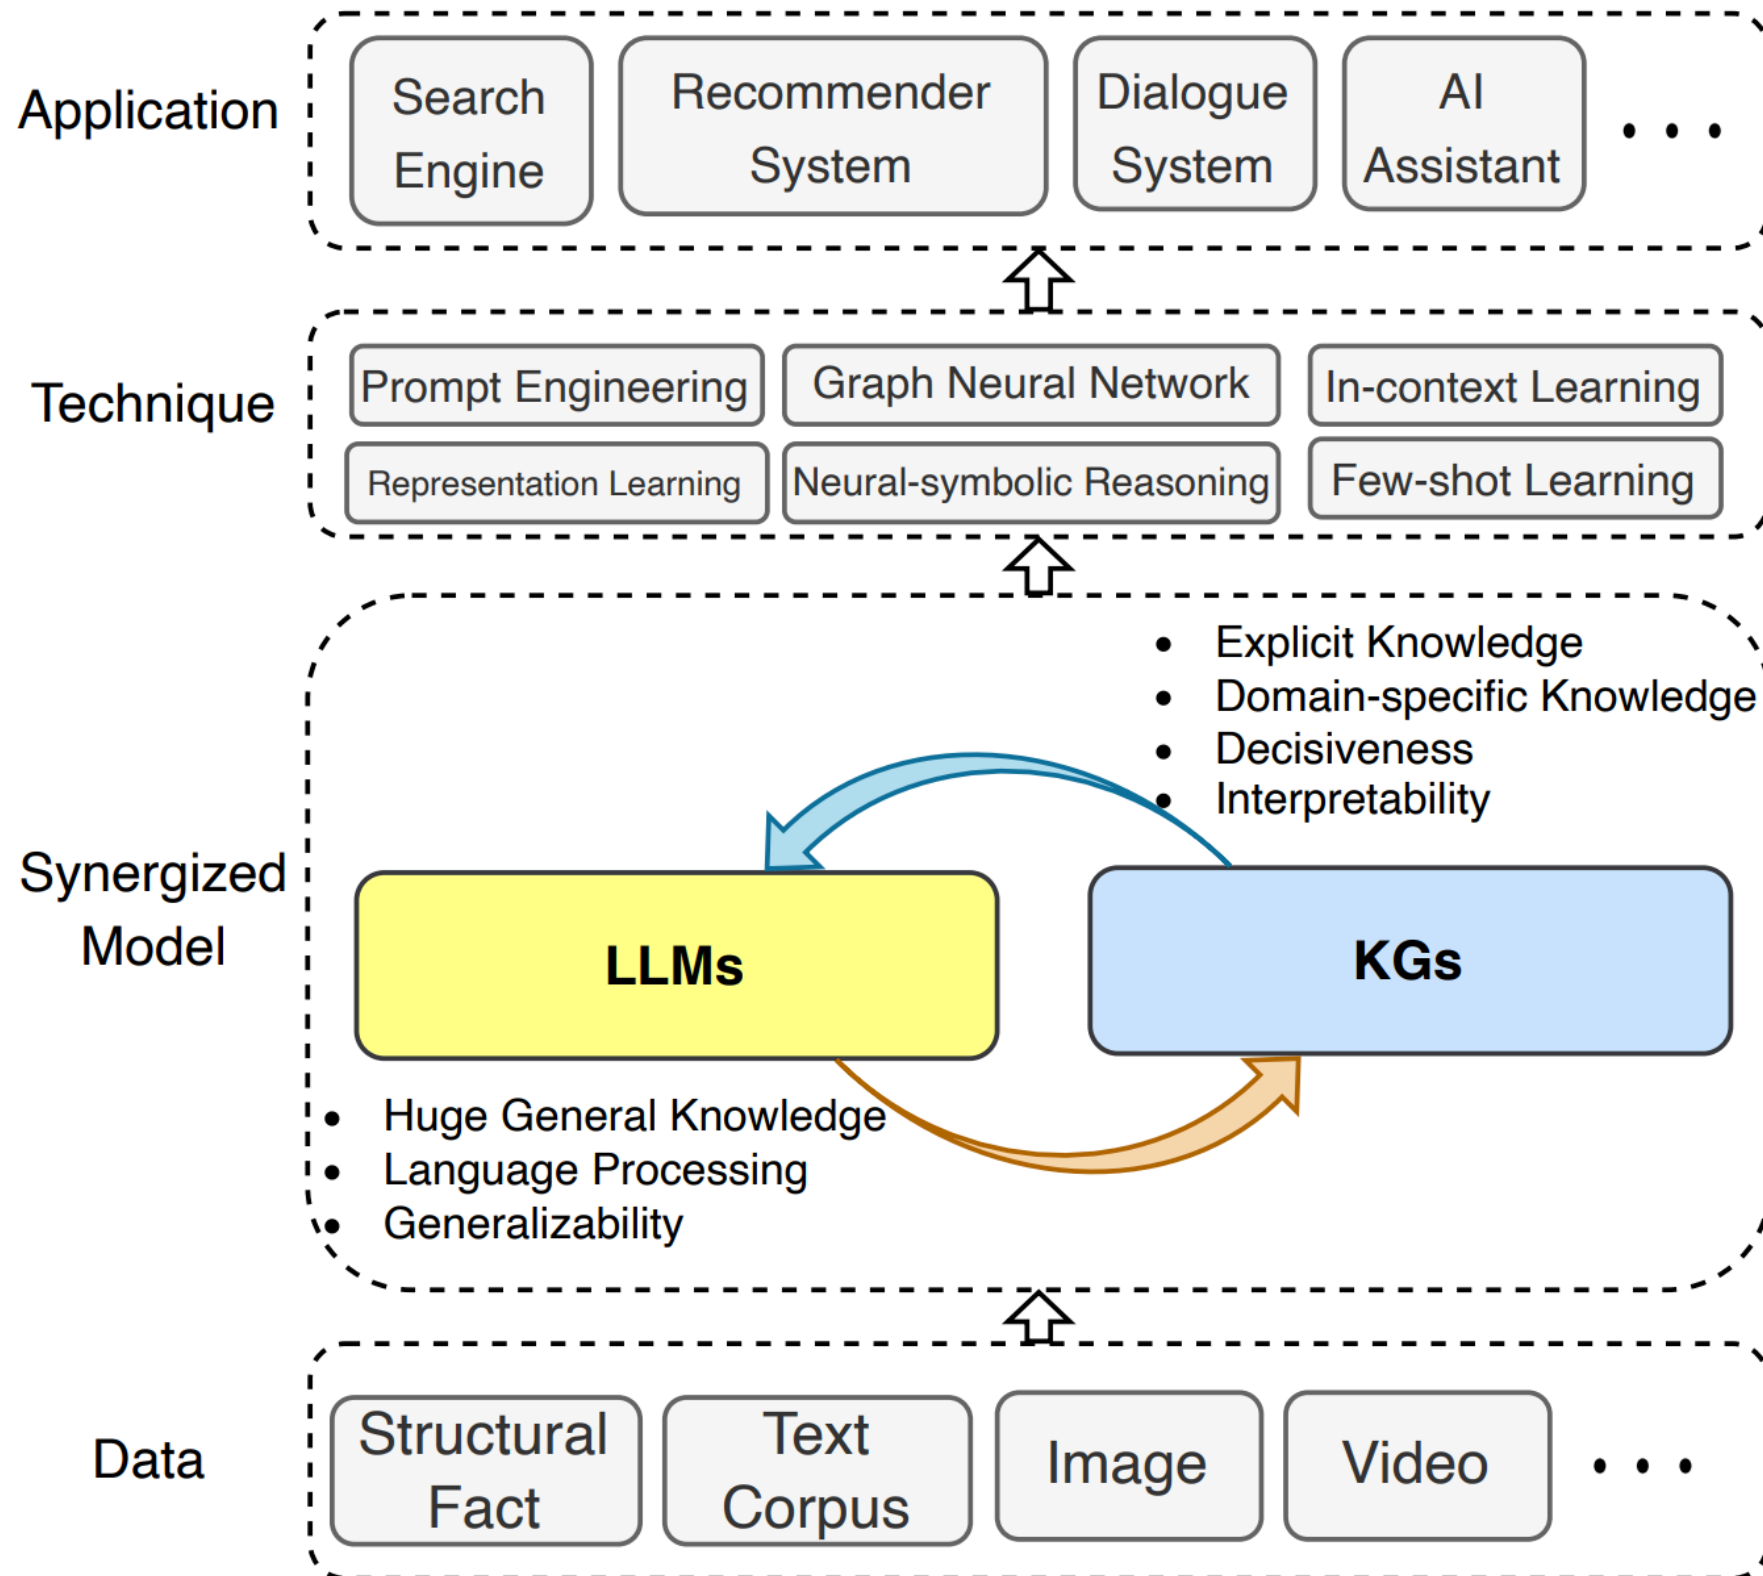 Application
Search
Engine
Recommender
System
Dialogue
System
AI
Assistant
• • •
Technique
Prompt Engineering
Graph Neural Network
In-context Learning
Representation Learning
Neural-symbolic Reasoning
Few-shot Learning
Synergized
Model
• Explicit Knowledge
• Domain-specific Knowledge
• Decisiveness
• Interpretability
LLMs
KGs
• Huge General Knowledge
• Language Processing
• Generalizability
Data
Structural
Fact
Text
Corpus
Image
Video
• • •